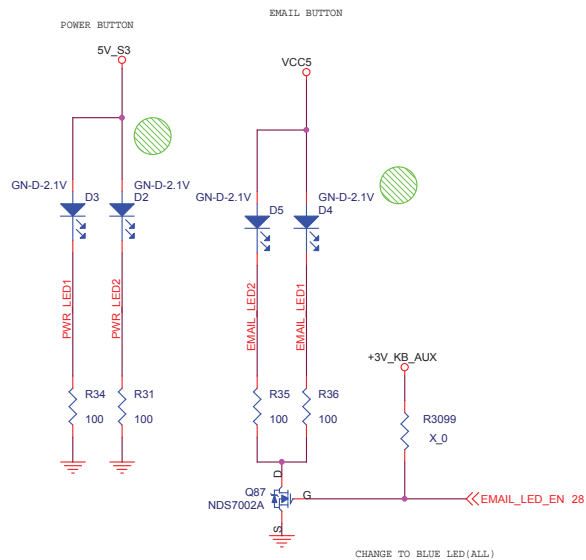 EMAIL BUTTON
POWER BUTTON
5V_S3
VCC5
GN-D-2.1V
GN-D-2.1V
D3
D2
GN-D-2.1V
GN-D-2.1V
D5
D4
PWR_LED1
PWR_LED2
EMAIL_LED2
EMAIL_LED1
+3V_KB_AUX
R34
100
R31
100
R35
100
R36
100
R3099
X_0
D
Q87
NDS7002A
G
S
EMAIL_LED_EN 28
CHANGE TO BLUE LED(ALL)